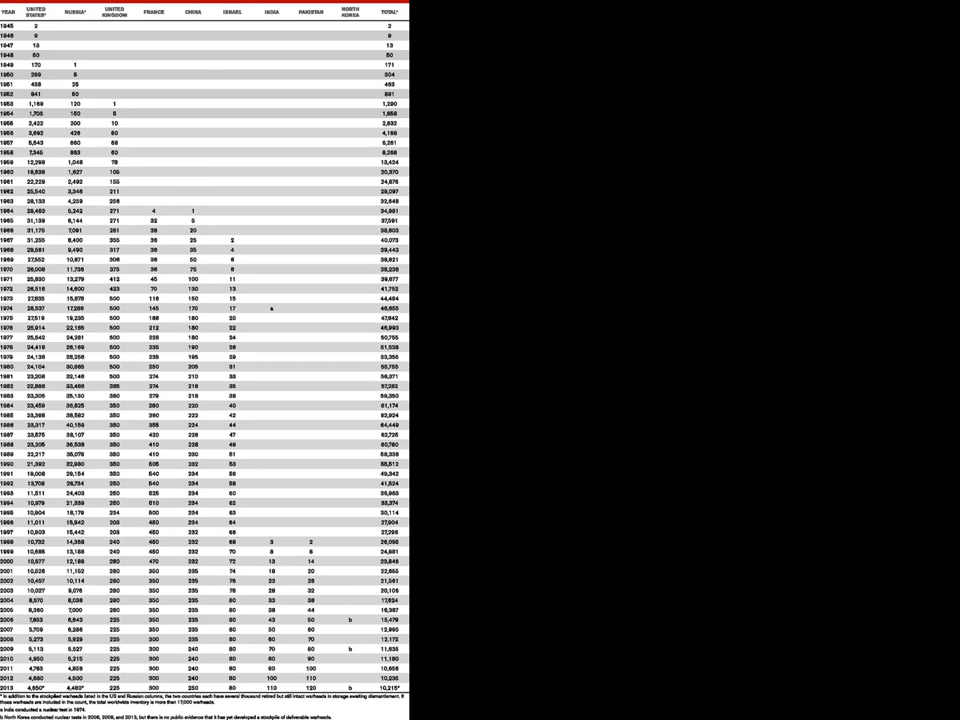 YEAR UNITED STATES* RUSSIA* UNITED KINGDOM FRANCE CHINA ISRAEL INDIA PAKISTAN NORTH KOREA TOTAL*
1945 2 2
1946 9 9
1947 13 13
1948 50 50
1949 170 1 171
1950 299 5 304
1951 438 25 463
1952 841 50 891
1953 1,169 120 1 1,290
1954 1,703 150 5 1,858
1955 2,422 200 10 2,632
1956 3,692 426 50 4,168
1957 5,543 660 58 6,261
1958 7,345 863 60 8,268
1959 12,298 1,048 78 13,424
1960 18,638 1,627 105 20,370
1961 22,229 2,492 155 24,876
1962 25,540 3,346 211 29,097
1963 28,133 4,259 256 32,648
1964 29,463 5,242 271 4 1 34,981
1965 31,139 6,144 271 32 5 37,591
1966 31,175 7,091 281 36 20 38,603
1967 31,255 8,400 355 36 25 2 40,073
1968 29,561 9,490 317 36 35 4 39,443
1969 27,552 10,671 306 36 50 6 38,621
1970 26,008 11,736 375 36 75 8 38,238
1971 25,830 13,279 412 45 100 11 39,677
1972 26,516 14,600 423 70 130 13 41,752
1973 27,835 15,878 500 116 150 15 44,494
1974 28,537 17,286 500 145 170 17 a 46,655
1975 27,519 19,235 500 188 180 20 47,642
1976 25,914 22,165 500 212 180 22 48,993
1977 25,542 24,281 500 228 180 24 50,755
1978 24,418 26,169 500 235 190 26 51,538
1979 24,138 28,258 500 235 195 29 53,355
1980 24,104 30,665 500 250 205 31 55,755
1981 23,208 32,146 500 274 210 33 56,371
1982 22,886 33,486 385 274 218 35 57,282
1983 23,305 35,130 380 279 218 38 59,350
1984 23,459 36,825 350 280 220 40 61,174
1985 23,368 38,582 350 360 222 42 62,924
1986 23,317 40,159 350 355 224 44 64,449
1987 23,575 38,107 350 420 226 47 62,725
1988 23,205 36,538 350 410 228 49 60,780
1989 22,217 35,078 350 410 230 51 58,336
1990 21,392 32,980 350 505 232 53 55,512
1991 19,008 29,154 350 540 234 56 49,342
1992 13,708 26,734 250 540 234 58 41,524
1993 11,511 24,403 250 525 234 60 36,983
1994 10,979 21,339 250 510 234 62 33,374
1995 10,904 18,179 234 500 234 63 30,114
1996 11,011 15,942 203 450 234 64 27,904
1997 10,903 15,442 203 450 232 66 27,296
1998 10,732 14,368 240 450 232 68 3 2 26,095
1999 10,685 13,188 240 450 232 70 8 8 24,881
2000 10,577 12,188 280 470 232 72 13 14 23,846
2001 10,526 11,152 280 350 235 74 18 20 22,655
2002 10,457 10,114 280 350 235 76 23 26 21,561
2003 10,027 9,076 280 350 235 78 28 32 20,106
2004 8,570 8,038 280 350 235 80 33 38 17,624
2005 8,360 7,000 280 350 235 80 38 44 16,387
2006 7,853 6,643 280 350 235 80 43 50 b 15,479
2007 5,709 6,286 225 350 235 80 50 60 12,995
2008 5,273 5,929 225 300 235 80 60 70 12,172
2009 5,113 5,527 225 300 240 80 70 80 b 11,635
2010 4,950 5,215 225 300 240 80 80 90 11,180
2011 4,763 4,858 225 300 240 80 90 100 10,656
2012 4,580 4,500 225 300 240 80 100 110 10,235
2013 4,650* 4,480* 225 300 250 80 110 120 b 10,215*
* In addition to the stockpiled warheads listed in the US and Russian columns, the two countries each have several thousand retired but still intact warheads in storage awaiting dismantlement. If
those warheads are included in the count, the total worldwide inventory is more than 17,000 warheads.
a India conducted a nuclear test in 1974.
b North Korea conducted nuclear tests in 2006, 2009, and 2013, but there is no public evidence that it has yet developed a stockpile of deliverable warheads.